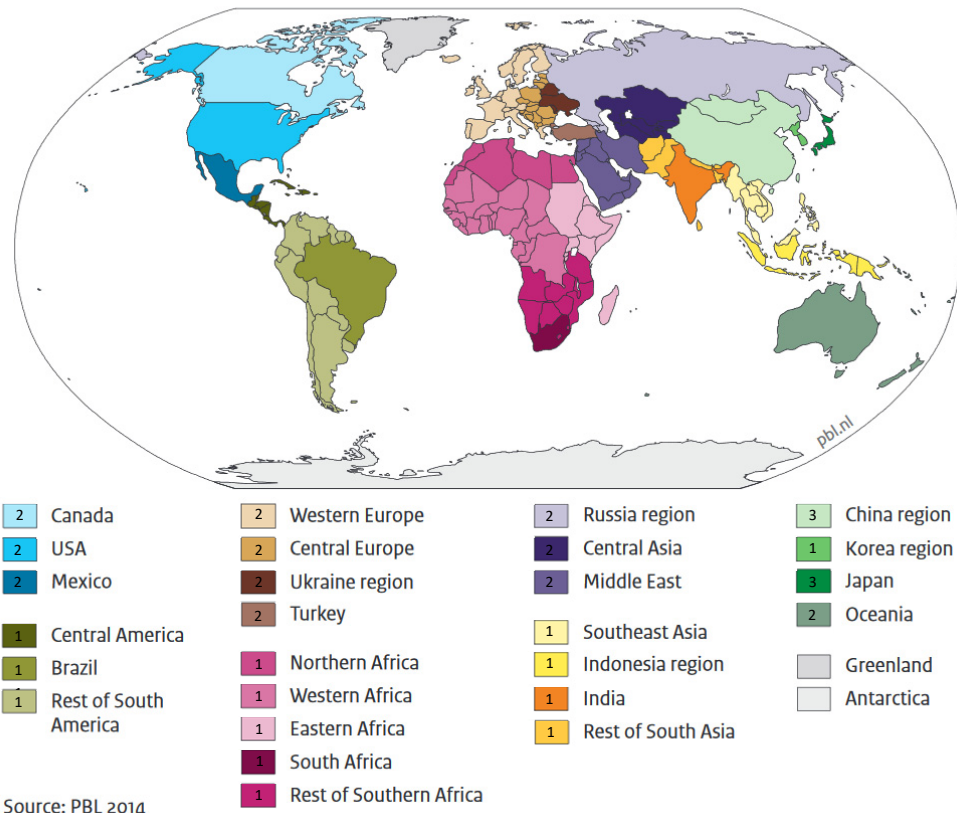 pbl.nl
2 Canada
2 USA
2 Mexico
1 Central America
1 Brazil
1 Rest of South
America
2 Western Europe
2 Central Europe
2 Ukraine region
2 Turkey
1 Northern Africa
1 Western Africa
1 Eastern Africa
1 South Africa
1 Rest of Southern Africa
2 Russia region
2 Central Asia
2 Middle East
1 Southeast Asia
1 Indonesia region
1 India
1 Rest of South Asia
3 China region
1 Korea region
3 Japan
2 Oceania
Greenland
Antarctica
Source: PBL 2014